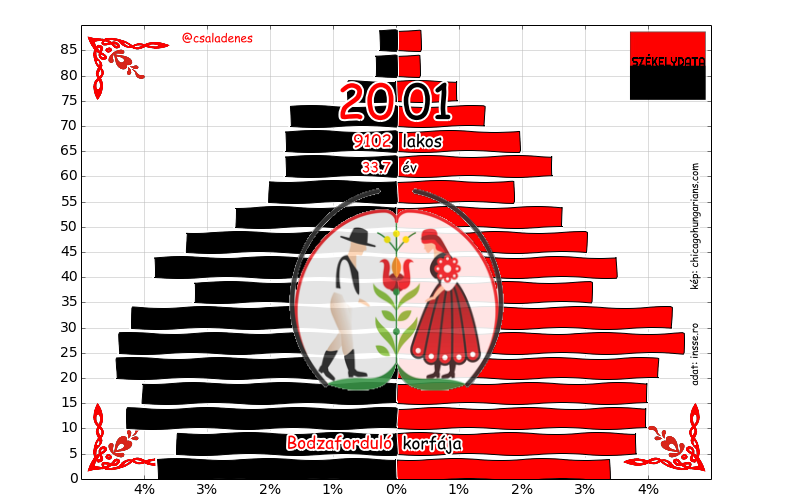 @csaladenes
SZÉKELYDATA
2001
9102 lakos
33.7 év
kép: chicagohungarians.com
adat: insse.ro
Bodzaforduló korfája
85
80
75
70
65
60
55
50
45
40
35
30
25
20
15
10
5
0
4% 3% 2% 1% 0% 1% 2% 3% 4%